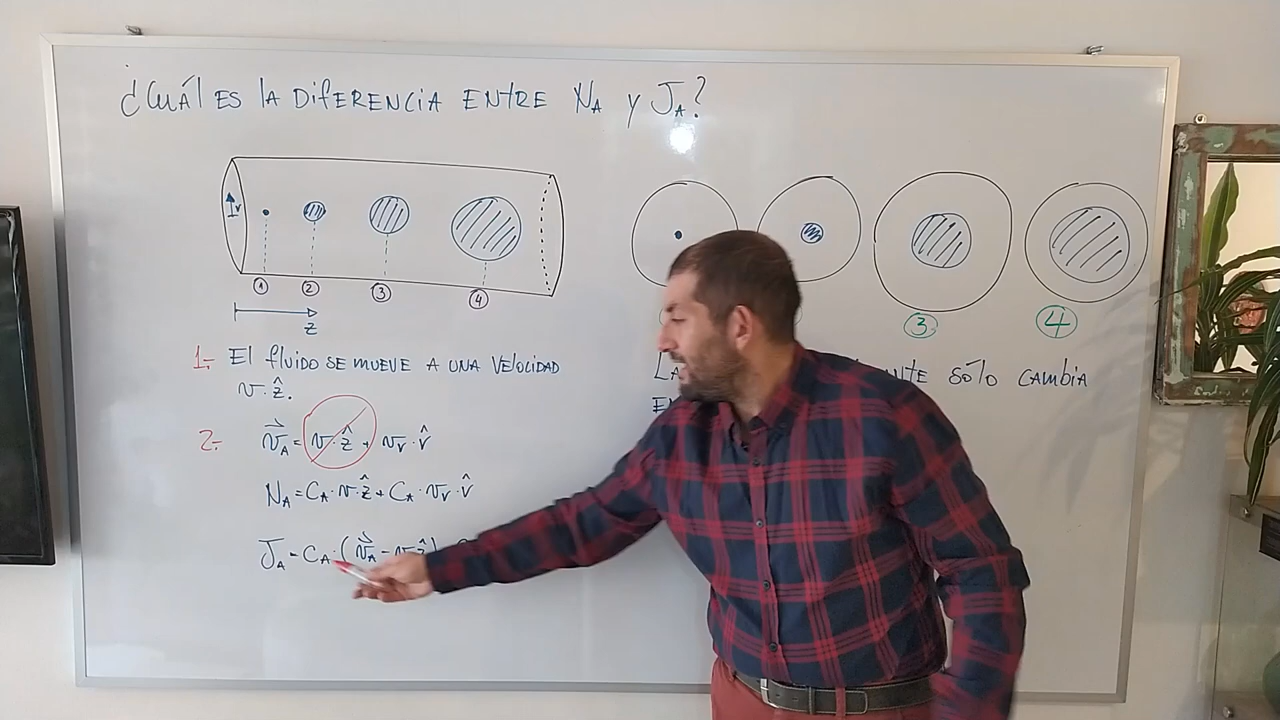 ¿CUÁL ES LA DIFERENCIA ENTRE N_A Y J_A?
r
① ② ③ ④
z
1.- EL fluido SE MUEVE A UNA VELOCIDAD
v·ẑ.
2.- v⃗_A = v·ẑ + v_r·r̂
N_A = C_A·v·ẑ + C_A·v_r·r̂
J_A = C_A·(v⃗_A - v·ẑ)
③ ④
LA NTE SÓLO CAMBIA